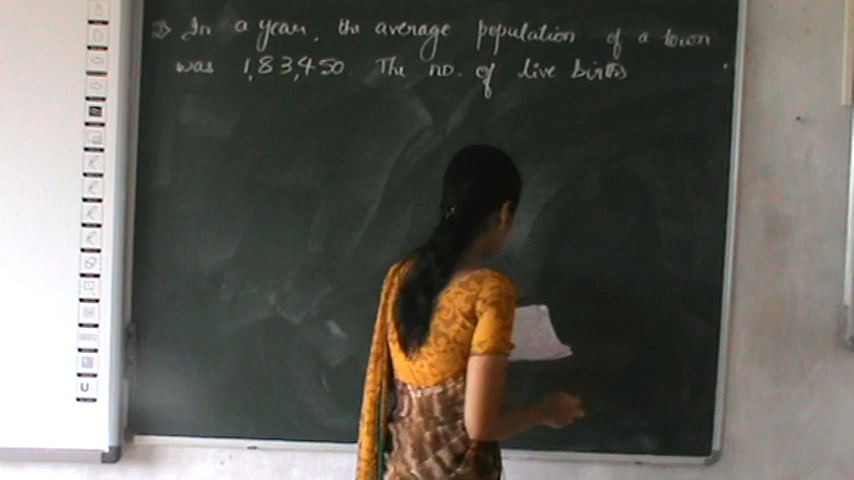 In a year, the average population of a town
was 1,83,450. The no. of live births
U